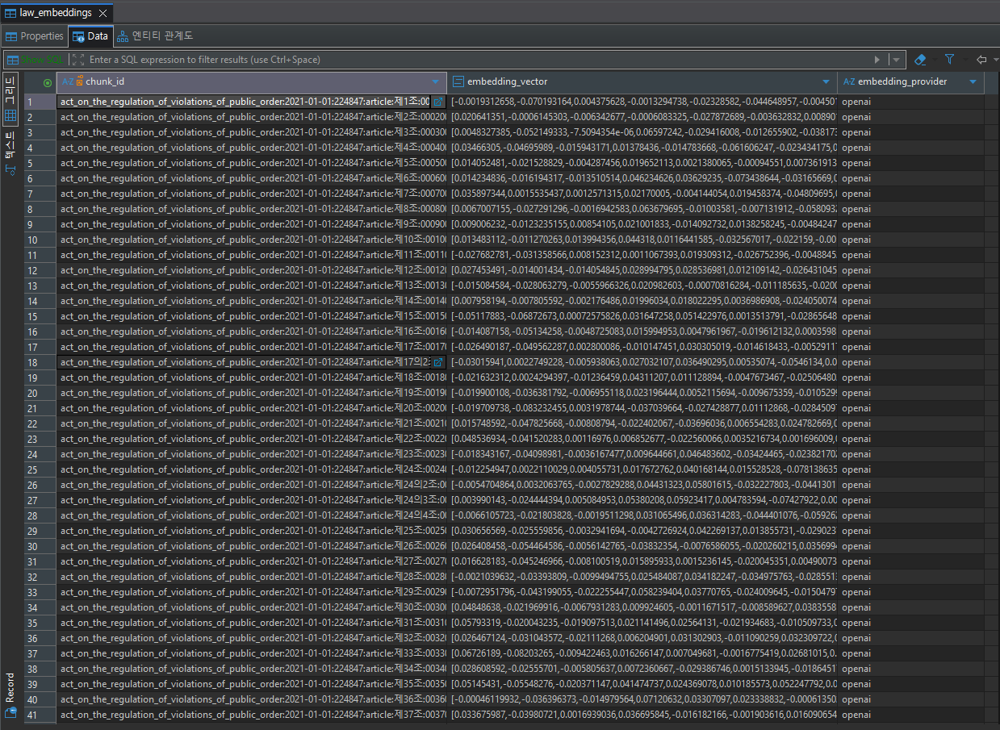 law_embeddings
Properties Data 엔티티 관계도
Show SQL Enter a SQL expression to filter results (use Ctrl+Space)
그리드
텍스트
Record
A-Z chunk_id embedding_vector A-Z embedding_provider
1 act_on_the_regulation_of_violations_of_public_order:2021-01-01:224847:article:제1조:00 [-0.0019312658,-0.070193164,0.004375628,-0.0013294738,-0.02328582,-0.044648957,-0.00450 openai
2 act_on_the_regulation_of_violations_of_public_order:2021-01-01:224847:article:제2조:00020 [0.020641351,-0.0006145303,-0.006342677,-0.0006083325,-0.027872689,-0.003632832,0.00890 openai
3 act_on_the_regulation_of_violations_of_public_order:2021-01-01:224847:article:제3조:00030 [0.0048327385,-0.052149333,-7.5094354e-06,0.06597242,-0.029416008,-0.012655902,-0.03817 openai
4 act_on_the_regulation_of_violations_of_public_order:2021-01-01:224847:article:제4조:00040 [0.03466305,-0.04695989,-0.015943171,0.01378436,-0.014783668,-0.061606247,-0.023434175,0 openai
5 act_on_the_regulation_of_violations_of_public_order:2021-01-01:224847:article:제5조:00050 [0.014052481,-0.021528829,-0.004287456,0.019652113,0.0021380065,-0.00094551,0.007361913 openai
6 act_on_the_regulation_of_violations_of_public_order:2021-01-01:224847:article:제6조:00060 [0.014234836,-0.016194317,-0.013510514,0.046234626,0.03629235,-0.073438644,-0.03165669,0 openai
7 act_on_the_regulation_of_violations_of_public_order:2021-01-01:224847:article:제7조:00070 [0.035897344,0.0015535437,0.0012571315,0.02170005,-0.004144054,0.019458374,-0.04809695,0 openai
8 act_on_the_regulation_of_violations_of_public_order:2021-01-01:224847:article:제8조:00080 [0.0067007155,-0.027291296,-0.0016942583,0.063679695,-0.01003581,-0.007131912,-0.058093 openai
9 act_on_the_regulation_of_violations_of_public_order:2021-01-01:224847:article:제9조:00090 [0.009006232,-0.0123235155,0.00854105,0.021001833,-0.014092732,0.0138258245,-0.00484247 openai
10 act_on_the_regulation_of_violations_of_public_order:2021-01-01:224847:article:제10조:00100 [0.013483112,-0.011270263,0.013994356,0.044318,0.0116441585,-0.032567017,-0.022159,-0.00 openai
11 act_on_the_regulation_of_violations_of_public_order:2021-01-01:224847:article:제11조:00110 [-0.027682781,-0.031358566,0.008152312,0.0011067393,0.019309312,-0.026752396,-0.004845 openai
12 act_on_the_regulation_of_violations_of_public_order:2021-01-01:224847:article:제12조:00120 [0.027453491,-0.014001434,-0.014054845,0.028994795,0.028536981,0.012109142,-0.026431045 openai
13 act_on_the_regulation_of_violations_of_public_order:2021-01-01:224847:article:제13조:00130 [-0.015084584,-0.028063279,-0.0055966326,0.020982603,-0.00070816284,-0.011185635,-0.020 openai
14 act_on_the_regulation_of_violations_of_public_order:2021-01-01:224847:article:제14조:00140 [0.007958194,-0.007805592,-0.002176486,0.01996034,0.018022295,0.0036986908,-0.024050074 openai
15 act_on_the_regulation_of_violations_of_public_order:2021-01-01:224847:article:제15조:00150 [-0.05117883,-0.06872673,0.00072575826,0.031647258,0.051422976,0.0013513791,-0.02865648 openai
16 act_on_the_regulation_of_violations_of_public_order:2021-01-01:224847:article:제16조:00160 [-0.014087158,-0.05134258,-0.0048725083,0.015994953,0.0047961967,-0.019612132,0.0003598 openai
17 act_on_the_regulation_of_violations_of_public_order:2021-01-01:224847:article:제17조:00170 [-0.026490187,-0.049562287,0.002800086,-0.010147451,0.030305019,-0.014618433,-0.0052911 openai
18 act_on_the_regulation_of_violations_of_public_order:2021-01-01:224847:article:제17의2 [-0.03015941,0.0022749228,-0.005938063,0.027032107,0.036490295,0.00535074,-0.0546134,0.0 openai
19 act_on_the_regulation_of_violations_of_public_order:2021-01-01:224847:article:제18조:00180 [-0.021632312,0.0024294397,-0.01236459,0.04311207,0.011128894,-0.0047673467,-0.02506480 openai
20 act_on_the_regulation_of_violations_of_public_order:2021-01-01:224847:article:제19조:00190 [-0.019900108,-0.036381792,-0.006955118,0.023196444,0.0052115694,-0.009675359,-0.010529 openai
21 act_on_the_regulation_of_violations_of_public_order:2021-01-01:224847:article:제20조:00200 [-0.019709738,-0.083232455,0.0031978744,-0.037039664,-0.027428877,0.01112868,-0.0284509 openai
22 act_on_the_regulation_of_violations_of_public_order:2021-01-01:224847:article:제21조:00210 [0.015748592,-0.047825668,-0.00808794,-0.022402067,-0.03696036,0.006554283,0.024782669,0 openai
23 act_on_the_regulation_of_violations_of_public_order:2021-01-01:224847:article:제22조:00220 [0.048536934,-0.041520283,0.00116976,0.006852677,-0.022560066,0.0035216734,0.001696009, openai
24 act_on_the_regulation_of_violations_of_public_order:2021-01-01:224847:article:제23조:00230 [-0.018343167,-0.04098981,-0.0036167477,0.009644661,0.046483602,-0.03424465,-0.02382170 openai
25 act_on_the_regulation_of_violations_of_public_order:2021-01-01:224847:article:제24조:00240 [-0.012254947,0.0022110029,0.004055731,0.017672762,0.040168144,0.015528528,-0.078138635 openai
26 act_on_the_regulation_of_violations_of_public_order:2021-01-01:224847:article:제24의2조:00 [-0.0054704864,0.0032063765,-0.0027829288,0.04431323,0.05801615,-0.032227803,-0.0441301 openai
27 act_on_the_regulation_of_violations_of_public_order:2021-01-01:224847:article:제24의3조:00 [0.003990143,-0.024444394,0.005084953,0.05380208,0.05923417,0.004783594,-0.07427922,0.00 openai
28 act_on_the_regulation_of_violations_of_public_order:2021-01-01:224847:article:제24의4조:00 [-0.0066105723,-0.021803828,-0.0019511298,0.031065496,0.036314283,-0.044401076,-0.05926 openai
29 act_on_the_regulation_of_violations_of_public_order:2021-01-01:224847:article:제25조:00250 [0.030656569,-0.025559856,-0.0032941694,-0.0042726924,0.042269137,0.013855731,-0.029023 openai
30 act_on_the_regulation_of_violations_of_public_order:2021-01-01:224847:article:제26조:00260 [0.026408458,-0.054464586,-0.0056142765,-0.03832354,-0.0076586055,-0.020260215,0.035699 openai
31 act_on_the_regulation_of_violations_of_public_order:2021-01-01:224847:article:제27조:00270 [0.016628183,-0.045246966,-0.008100519,0.015895933,0.0015236145,-0.020045351,0.00490073 openai
32 act_on_the_regulation_of_violations_of_public_order:2021-01-01:224847:article:제28조:00280 [-0.0021039632,-0.03393809,-0.0099494755,0.025484087,0.034182247,-0.034975763,-0.028551 openai
33 act_on_the_regulation_of_violations_of_public_order:2021-01-01:224847:article:제29조:00290 [-0.0072951796,-0.043199055,-0.022255447,0.058239404,0.03770765,-0.024009645,-0.0150479 openai
34 act_on_the_regulation_of_violations_of_public_order:2021-01-01:224847:article:제30조:00300 [0.04848638,-0.021969916,-0.0067931283,0.009924605,-0.0011671517,-0.008589627,0.0383558 openai
35 act_on_the_regulation_of_violations_of_public_order:2021-01-01:224847:article:제31조:00310 [0.05793319,-0.020043235,-0.019097513,0.021141496,0.02564131,-0.021934683,-0.010509733,0 openai
36 act_on_the_regulation_of_violations_of_public_order:2021-01-01:224847:article:제32조:00320 [0.026467124,-0.031043572,-0.02111268,0.006204901,0.031302903,-0.011090259,0.032309722,0 openai
37 act_on_the_regulation_of_violations_of_public_order:2021-01-01:224847:article:제33조:00330 [0.06726189,-0.08203265,-0.009422463,0.016266147,0.007049681,-0.0016775419,0.02681015,0. openai
38 act_on_the_regulation_of_violations_of_public_order:2021-01-01:224847:article:제34조:00340 [0.028608592,-0.02555701,-0.005805637,0.0072360667,-0.029386746,0.0015133945,-0.0186451 openai
39 act_on_the_regulation_of_violations_of_public_order:2021-01-01:224847:article:제35조:00350 [0.05145431,-0.05548276,-0.020371147,0.041474737,0.024369078,0.010185573,0.052247792,0.0 openai
40 act_on_the_regulation_of_violations_of_public_order:2021-01-01:224847:article:제36조:00360 [-0.00046119932,-0.036396373,-0.014979564,0.07120632,0.03307097,0.023338832,-0.00061350 openai
41 act_on_the_regulation_of_violations_of_public_order:2021-01-01:224847:article:제37조:00370 [0.033675987,-0.03980721,0.0016939036,0.036695845,-0.016182166,-0.001903616,0.016090654 openai